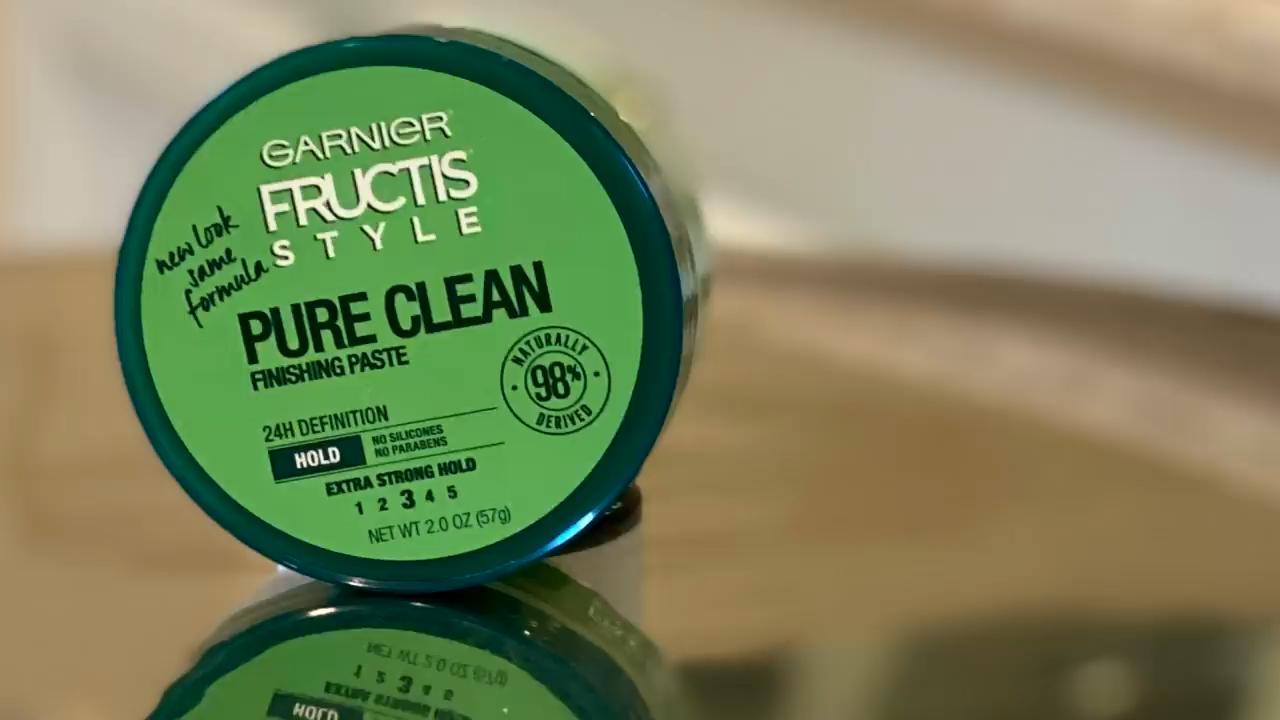 GARNIER
FRUCTIS
STYLE
new look
same
formula
PURE CLEAN
FINISHING PASTE
NATURALLY
98%
DERIVED
24H DEFINITION
HOLD
NO SILICONES
NO PARABENS
EXTRA STRONG HOLD
1 2 3 4 5
NET WT 2.0 OZ (57g)